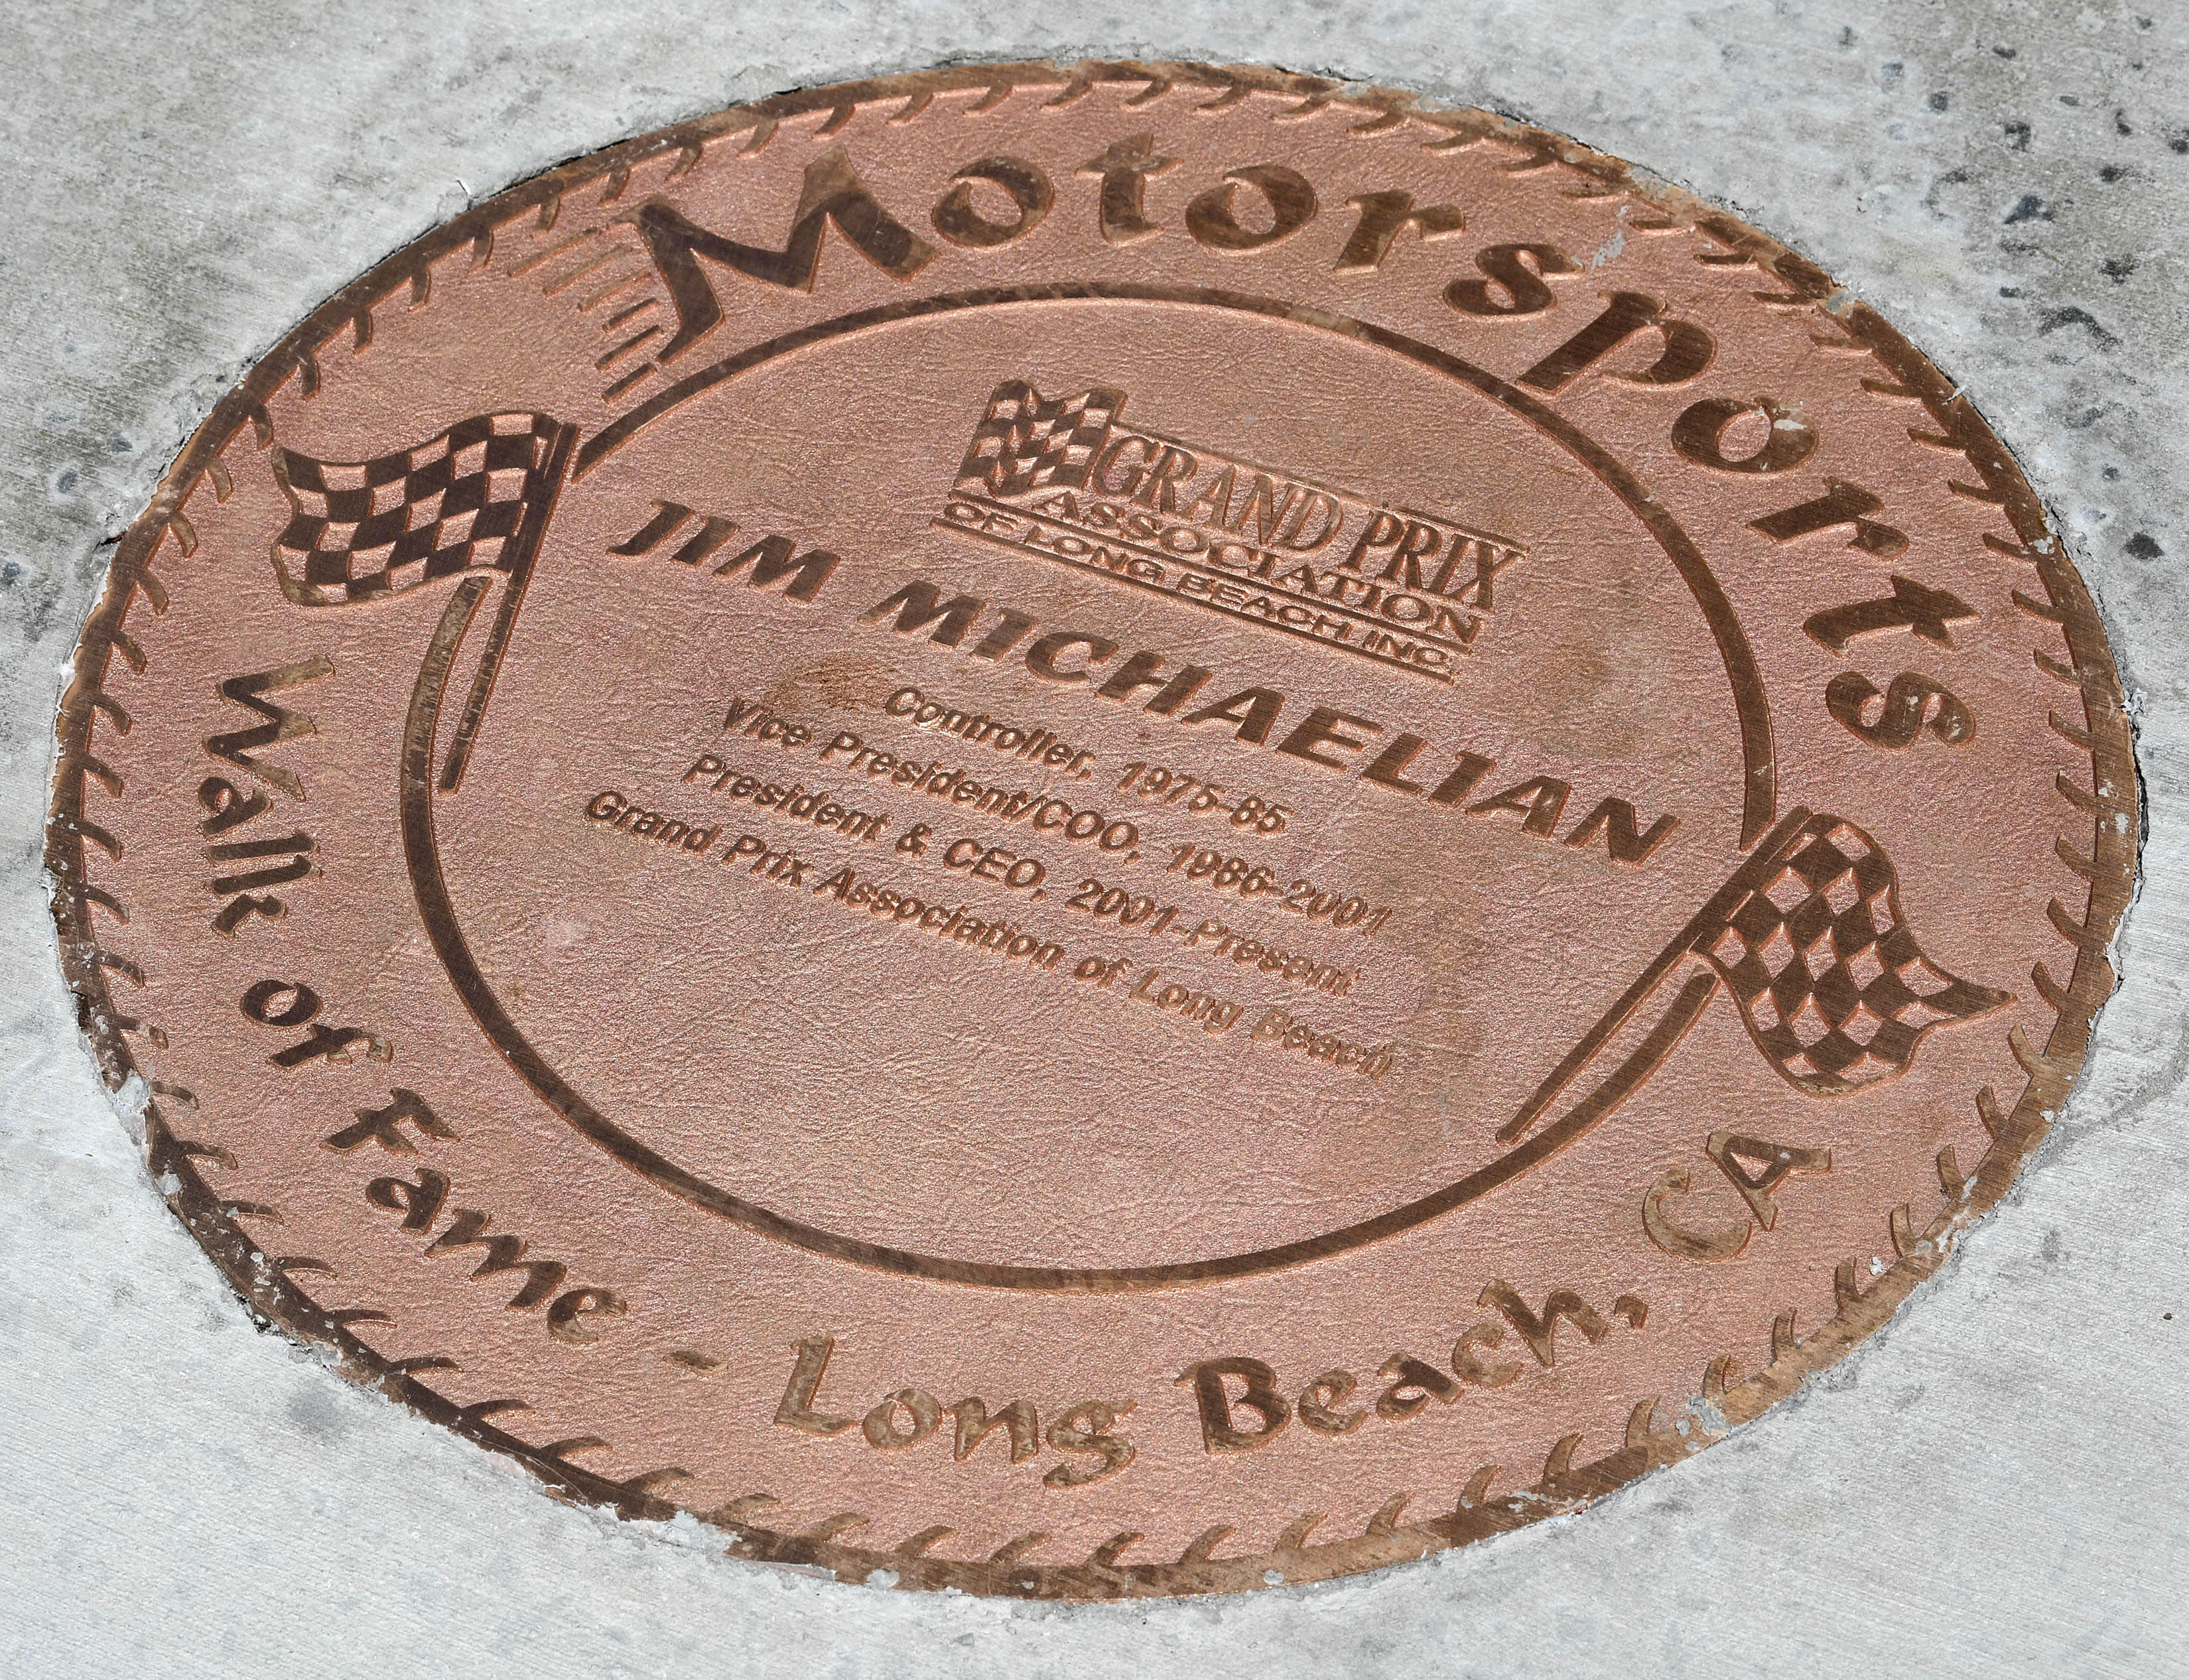 Motorsports
GRAND PRIX
ASSOCIATION
OF LONG BEACH, INC.
JIM MICHAELIAN
Controller, 1975-85
Vice President/COO, 1986-2001
President & CEO, 2001-Present
Grand Prix Association of Long Beach
Walk of Fame - Long Beach, CA